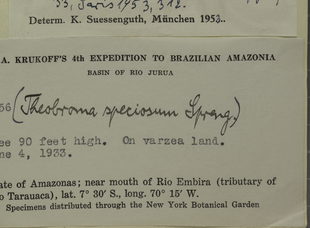 53, Paris 1953, 312.
Determ. K. Suessenguth, München 1953..
A. KRUKOFF'S 4th EXPEDITION TO BRAZILIAN AMAZONIA
BASIN OF RIO JURUA
56 (Theobroma speciosum Spreng.)
ee 90 feet high. On varzea land.
ne 4, 1933.
ate of Amazonas; near mouth of Rio Embira (tributary of
o Tarauaca), lat. 7° 30' S., long. 70° 15' W.
Specimens distributed through the New York Botanical Garden